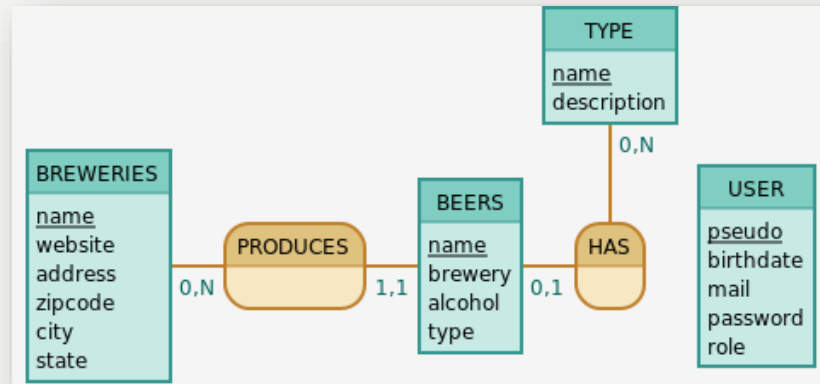 TYPE
name
description
0,N
BREWERIES
name
website
address
zipcode
city
state
0,N
PRODUCES
1,1
BEERS
name
brewery
alcohol
type
0,1
HAS
USER
pseudo
birthdate
mail
password
role